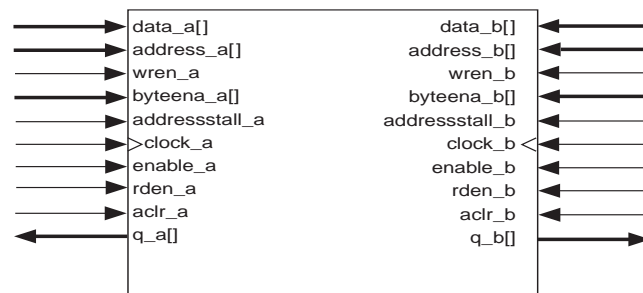 data_a[] data_b[]
address_a[] address_b[]
wren_a wren_b
byteena_a[] byteena_b[]
addressstall_a addressstall_b
clock_a clock_b
enable_a enable_b
rden_a rden_b
aclr_a aclr_b
q_a[] q_b[]